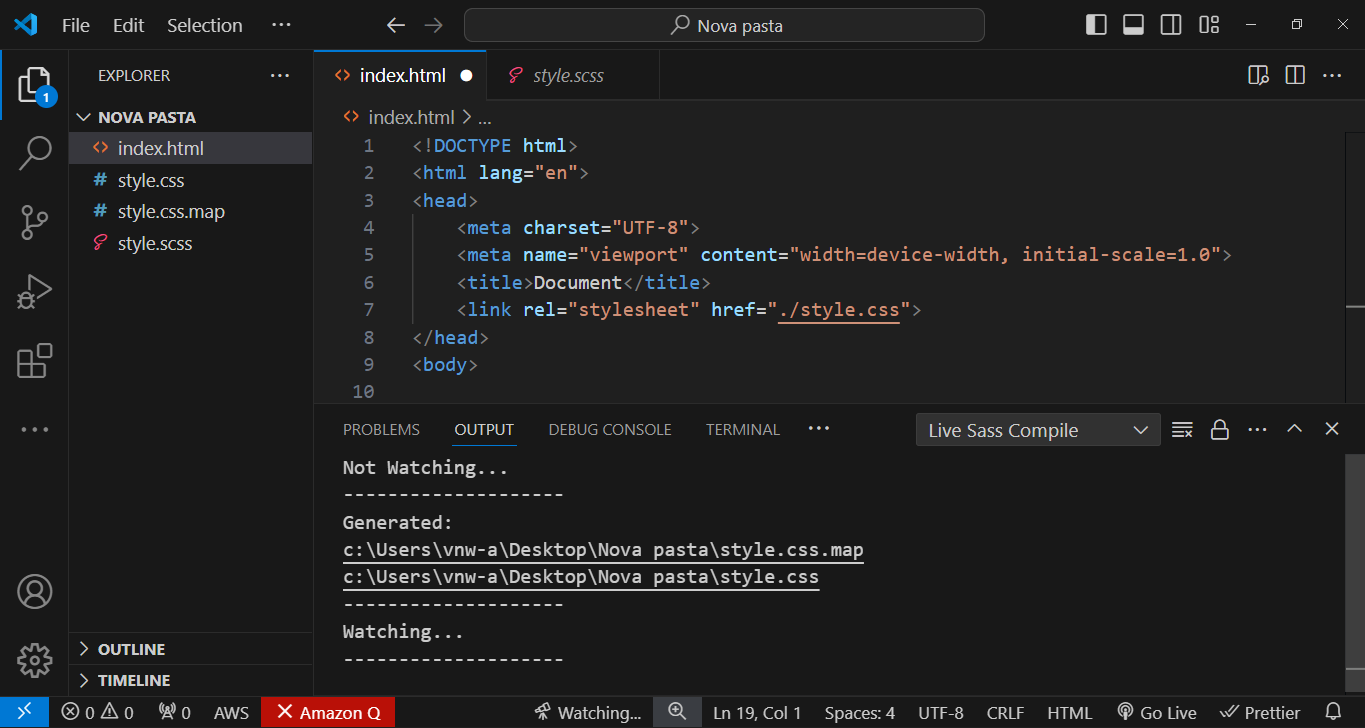 File Edit Selection ··· Nova pasta
EXPLORER ···
NOVA PASTA
index.html
style.css
style.css.map
style.scss
OUTLINE
TIMELINE
1
index.html style.scss ···
index.html > ...
1 <!DOCTYPE html>
2 <html lang="en">
3 <head>
4 <meta charset="UTF-8">
5 <meta name="viewport" content="width=device-width, initial-scale=1.0">
6 <title>Document</title>
7 <link rel="stylesheet" href="./style.css">
8 </head>
9 <body>
10
PROBLEMS OUTPUT DEBUG CONSOLE TERMINAL ··· Live Sass Compile ···
Not Watching...
--------------------
Generated:
c:\Users\vnw-a\Desktop\Nova pasta\style.css.map
c:\Users\vnw-a\Desktop\Nova pasta\style.css
--------------------
Watching...
--------------------
0 0 0 AWS Amazon Q Watching... Ln 19, Col 1 Spaces: 4 UTF-8 CRLF HTML Go Live Prettier